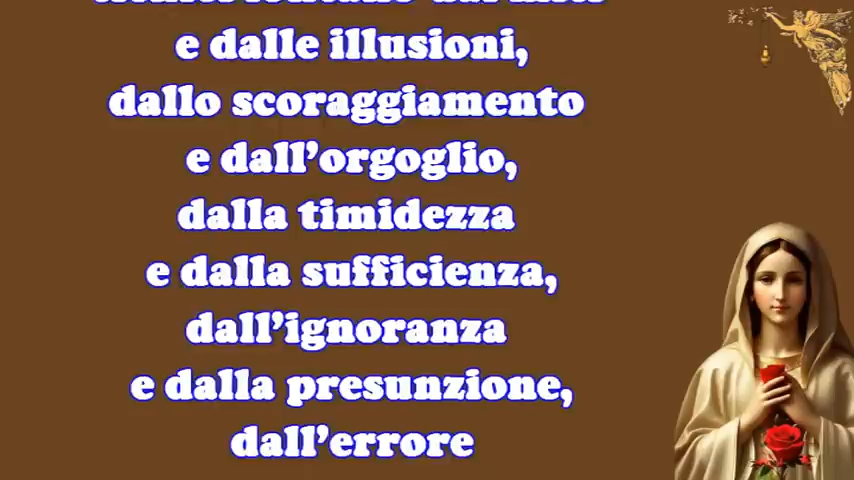 e dalle illusioni,
dallo scoraggiamento
e dall'orgoglio,
dalla timidezza
e dalla sufficienza,
dall'ignoranza
e dalla presunzione,
dall'errore